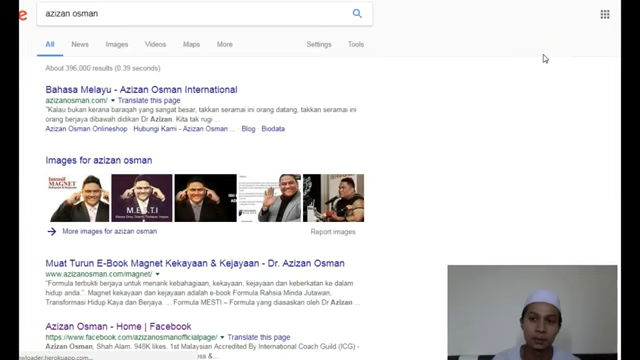 azizan osman
All News Images Videos Maps More Settings Tools
About 396,000 results (0.39 seconds)
Bahasa Melayu - Azizan Osman International
azizanosman.com/ Translate this page
"Kalau bukan kerana baraqah yang sangat besar, takkan seramai ini orang datang, takkan seramai ini
orang berjaya dibawah didikan Dr Azizan. Kita tak rugi ...
Azizan Osman Onlineshop · Hubungi Kami - Azizan Osman ... · Blog · Biodata
Images for azizan osman
Intensif
MAGNET
M.E.S.T.I
More images for azizan osman Report images
Muat Turun E-Book Magnet Kekayaan & Kejayaan - Dr. Azizan Osman
www.azizanosman.com/magnet/
"Formula terbukti berjaya untuk menarik kebahagiaan, kekayaan, kejayaan dan keberkatan ke dalam
hidup anda.". Magnet kekayaan dan kejayaan adalah e-book Formula Rahsia Minda Jutawan,
Transformasi Hidup Kaya dan Berjaya. ... Formula MESTI – Formula yang diasaskan oleh Dr Azizan ...
Azizan Osman - Home | Facebook
https://www.facebook.com/azizanosmanofficialpage/ Translate this page
Azizan Osman, Shah Alam. 948K likes. 1st Malaysian Accredited By International Coach Guild (ICG) -
wloader.herokuapp.com...